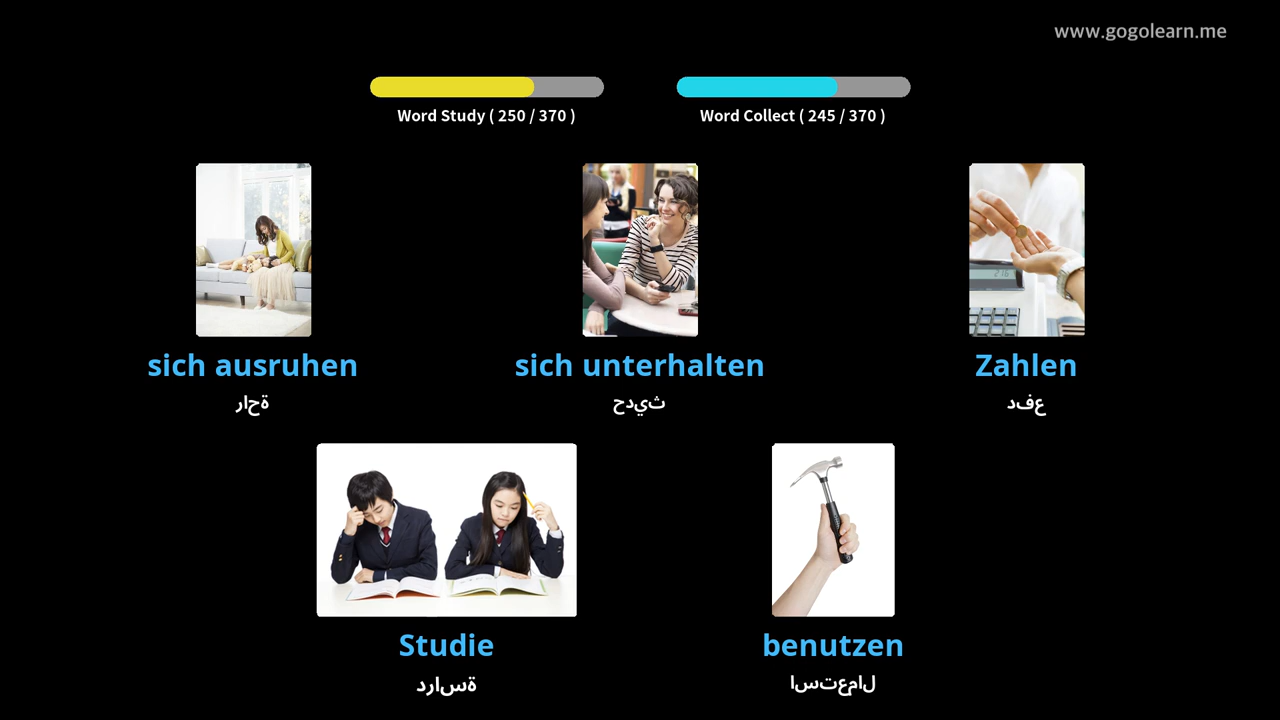 www.gogolearn.me
Word Study ( 250 / 370 )
Word Collect ( 245 / 370 )
sich ausruhen
راحة
sich unterhalten
حديث
Zahlen
دفع
Studie
دراسة
benutzen
استعمال